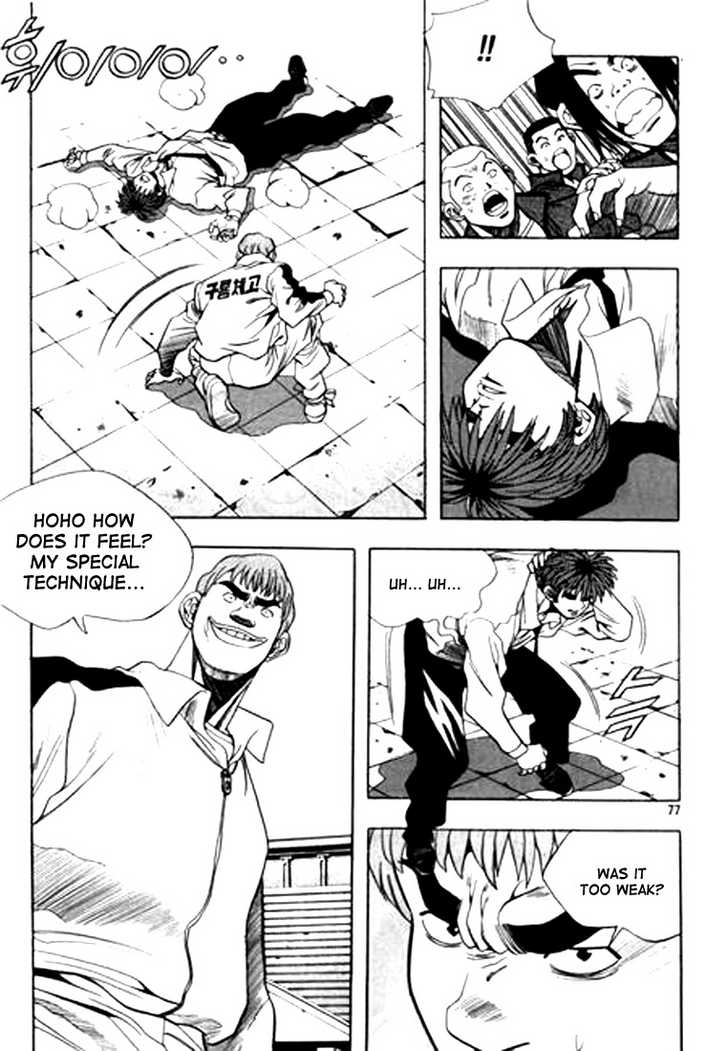 휘이이이이...
!!
구룡체고
HOHO HOW
DOES IT FEEL?
MY SPECIAL
TECHNIQUE...
UH... UH...
77
WAS IT
TOO WEAK?